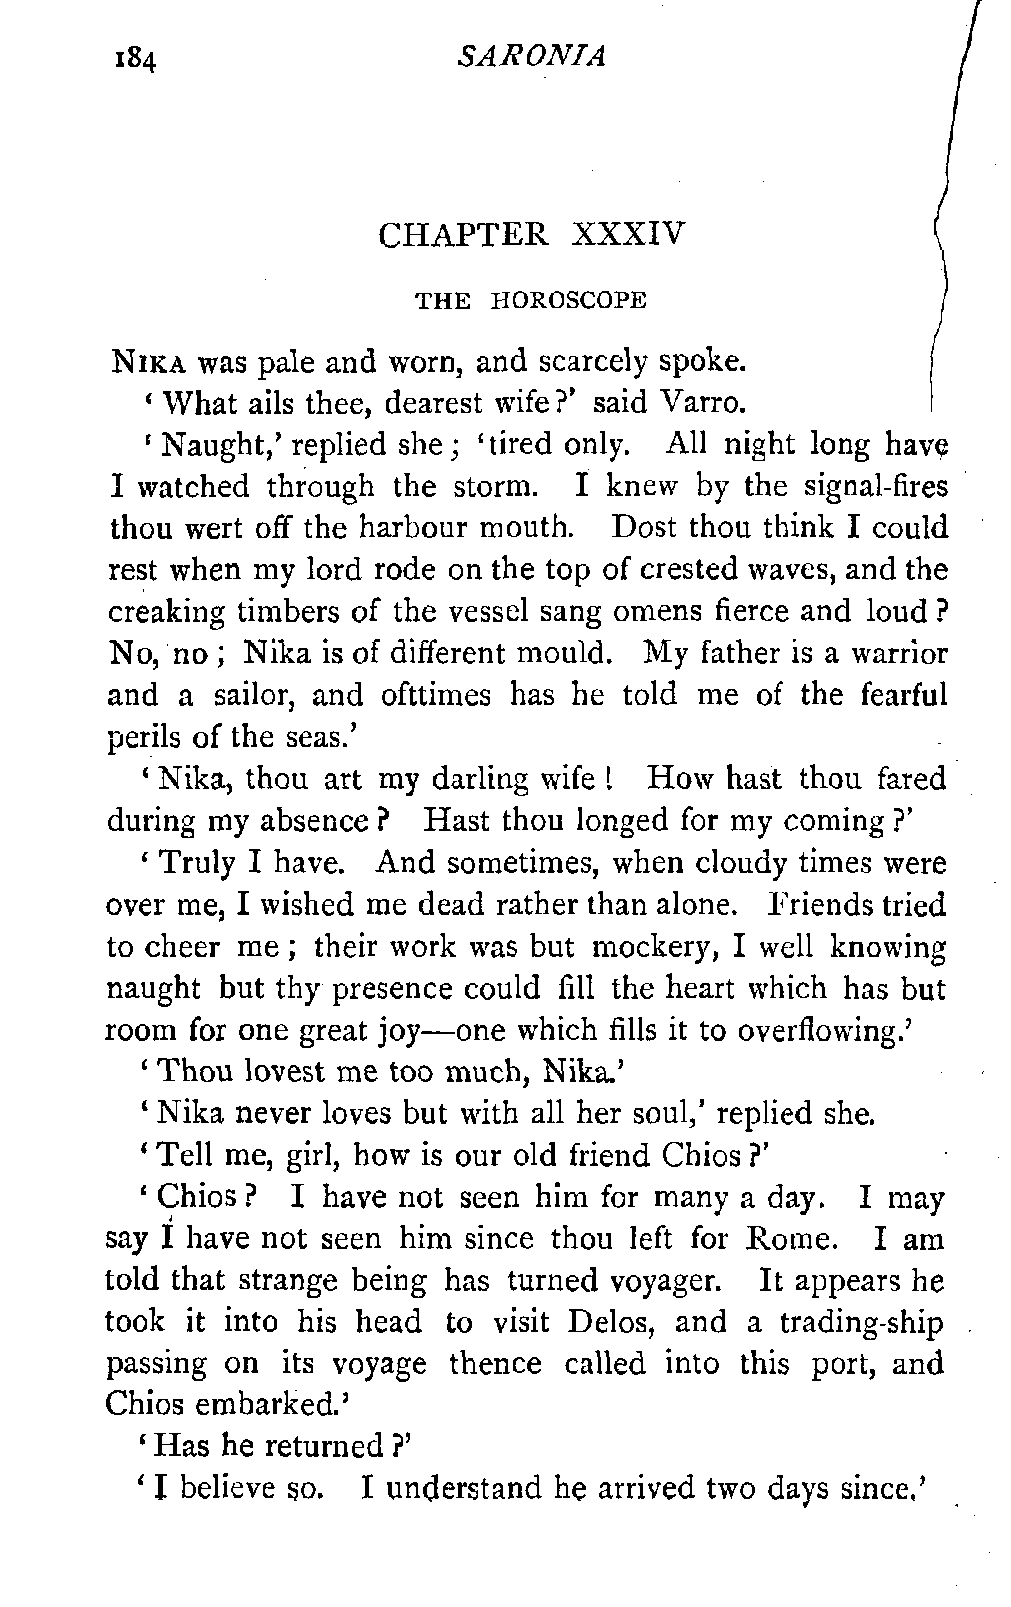 184 SARONIA
CHAPTER XXXIV
THE HOROSCOPE
NIKA was pale and worn, and scarcely spoke.
‘ What ails thee, dearest wife ?’ said Varro.
‘ Naught,’ replied she ; ‘tired only. All night long have
I watched through the storm. I knew by the signal-fires
thou wert off the harbour mouth. Dost thou think I could
rest when my lord rode on the top of crested waves, and the
creaking timbers of the vessel sang omens fierce and loud ?
No, no ; Nika is of different mould. My father is a warrior
and a sailor, and ofttimes has he told me of the fearful
perils of the seas.’
‘ Nika, thou art my darling wife ! How hast thou fared
during my absence ? Hast thou longed for my coming ?’
‘ Truly I have. And sometimes, when cloudy times were
over me, I wished me dead rather than alone. Friends tried
to cheer me ; their work was but mockery, I well knowing
naught but thy presence could fill the heart which has but
room for one great joy—one which fills it to overflowing.’
‘ Thou lovest me too much, Nika.’
‘ Nika never loves but with all her soul,’ replied she.
‘ Tell me, girl, how is our old friend Chios ?’
‘ Chios ? I have not seen him for many a day. I may
say I have not seen him since thou left for Rome. I am
told that strange being has turned voyager. It appears he
took it into his head to visit Delos, and a trading-ship
passing on its voyage thence called into this port, and
Chios embarked.’
‘ Has he returned ?’
‘ I believe so. I understand he arrived two days since.’